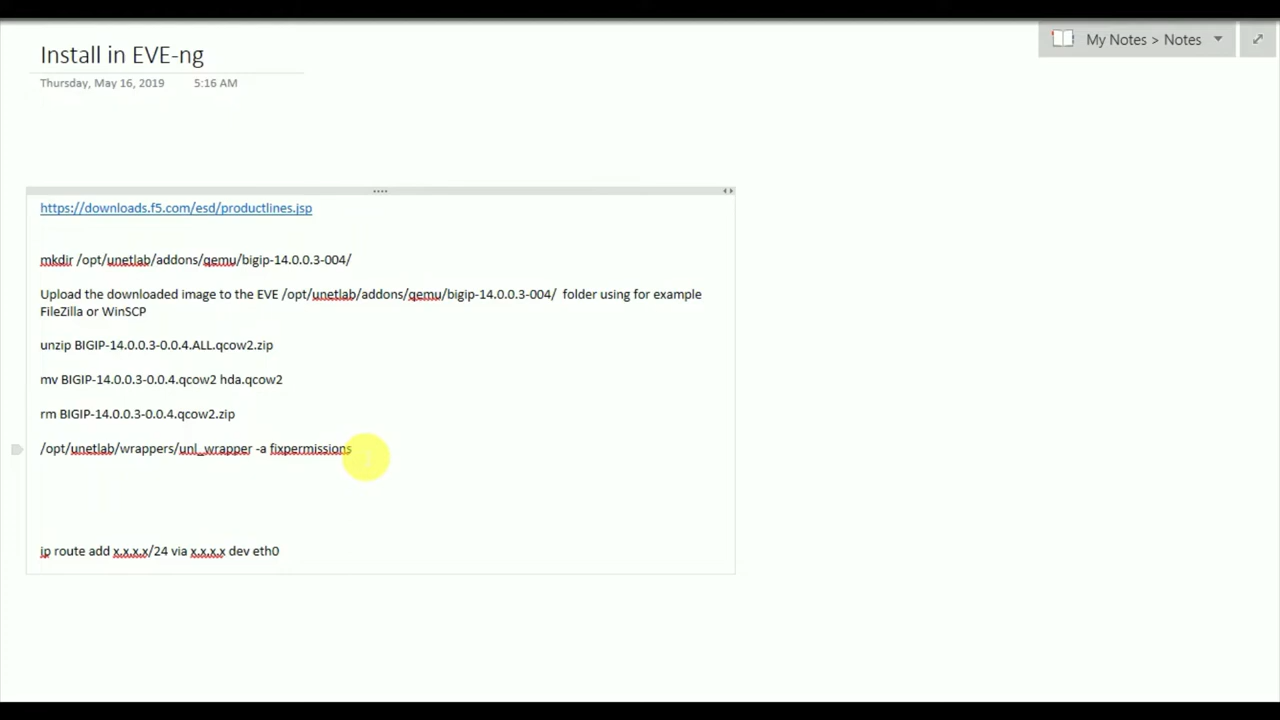 Install in EVE-ng
My Notes > Notes
Thursday, May 16, 2019 5:16 AM
https://downloads.f5.com/esd/productlines.jsp
mkdir /opt/unetlab/addons/qemu/bigip-14.0.0.3-004/
Upload the downloaded image to the EVE /opt/unetlab/addons/qemu/bigip-14.0.0.3-004/ folder using for example
FileZilla or WinSCP
unzip BIGIP-14.0.0.3-0.0.4.ALL.qcow2.zip
mv BIGIP-14.0.0.3-0.0.4.qcow2 hda.qcow2
rm BIGIP-14.0.0.3-0.0.4.qcow2.zip
/opt/unetlab/wrappers/unl_wrapper -a fixpermissions
ip route add x.x.x.x/24 via x.x.x.x dev eth0